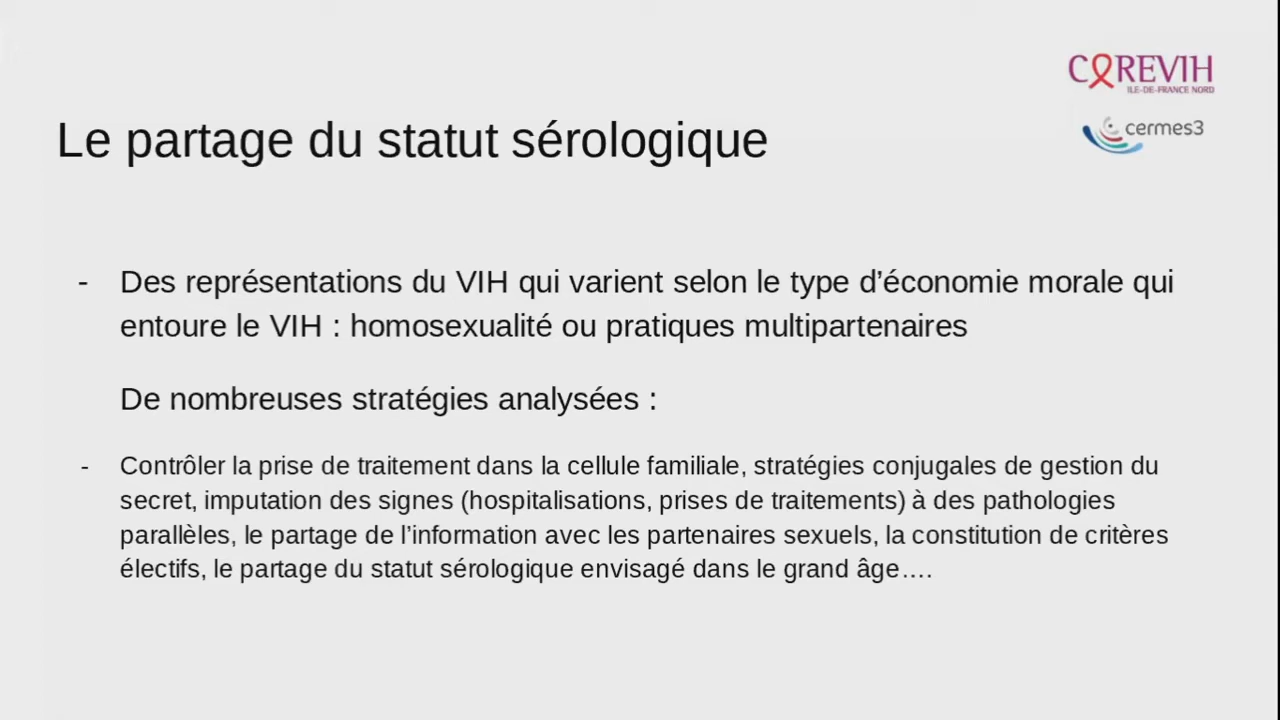 COREVIH
ILE-DE-FRANCE NORD
cermes3
Le partage du statut sérologique
- Des représentations du VIH qui varient selon le type d’économie morale qui
entoure le VIH : homosexualité ou pratiques multipartenaires
De nombreuses stratégies analysées :
- Contrôler la prise de traitement dans la cellule familiale, stratégies conjugales de gestion du
secret, imputation des signes (hospitalisations, prises de traitements) à des pathologies
parallèles, le partage de l’information avec les partenaires sexuels, la constitution de critères
électifs, le partage du statut sérologique envisagé dans le grand âge….